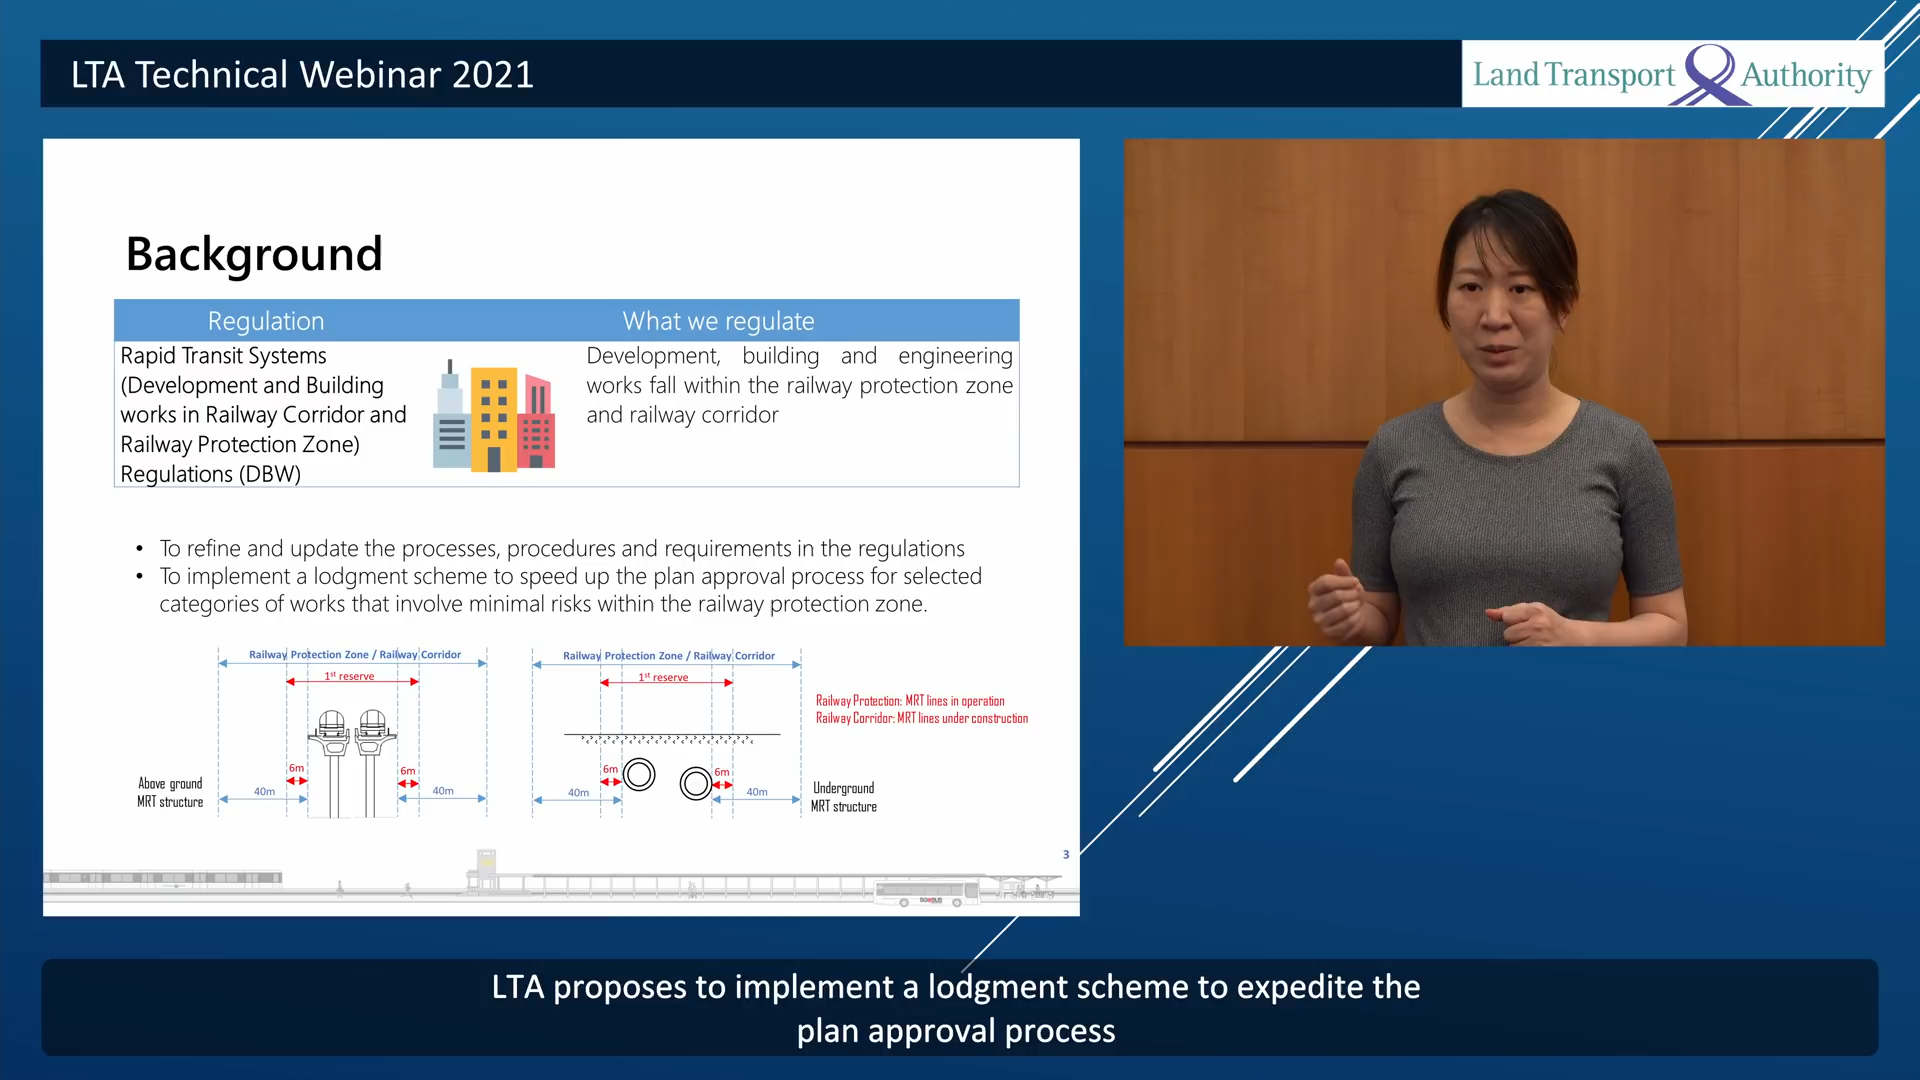 LTA Technical Webinar 2021
Land Transport Authority
Background
Regulation
What we regulate
Rapid Transit Systems
(Development and Building
works in Railway Corridor and
Railway Protection Zone)
Regulations (DBW)
Development, building and engineering
works fall within the railway protection zone
and railway corridor
• To refine and update the processes, procedures and requirements in the regulations
• To implement a lodgment scheme to speed up the plan approval process for selected
categories of works that involve minimal risks within the railway protection zone.
Railway Protection Zone / Railway Corridor
1st reserve
6m
6m
40m
40m
Above ground
MRT structure
Railway Protection Zone / Railway Corridor
1st reserve
6m
6m
40m
40m
Railway Protection: MRT lines in operation
Railway Corridor: MRT lines under construction
Underground
MRT structure
3
LTA proposes to implement a lodgment scheme to expedite the
plan approval process